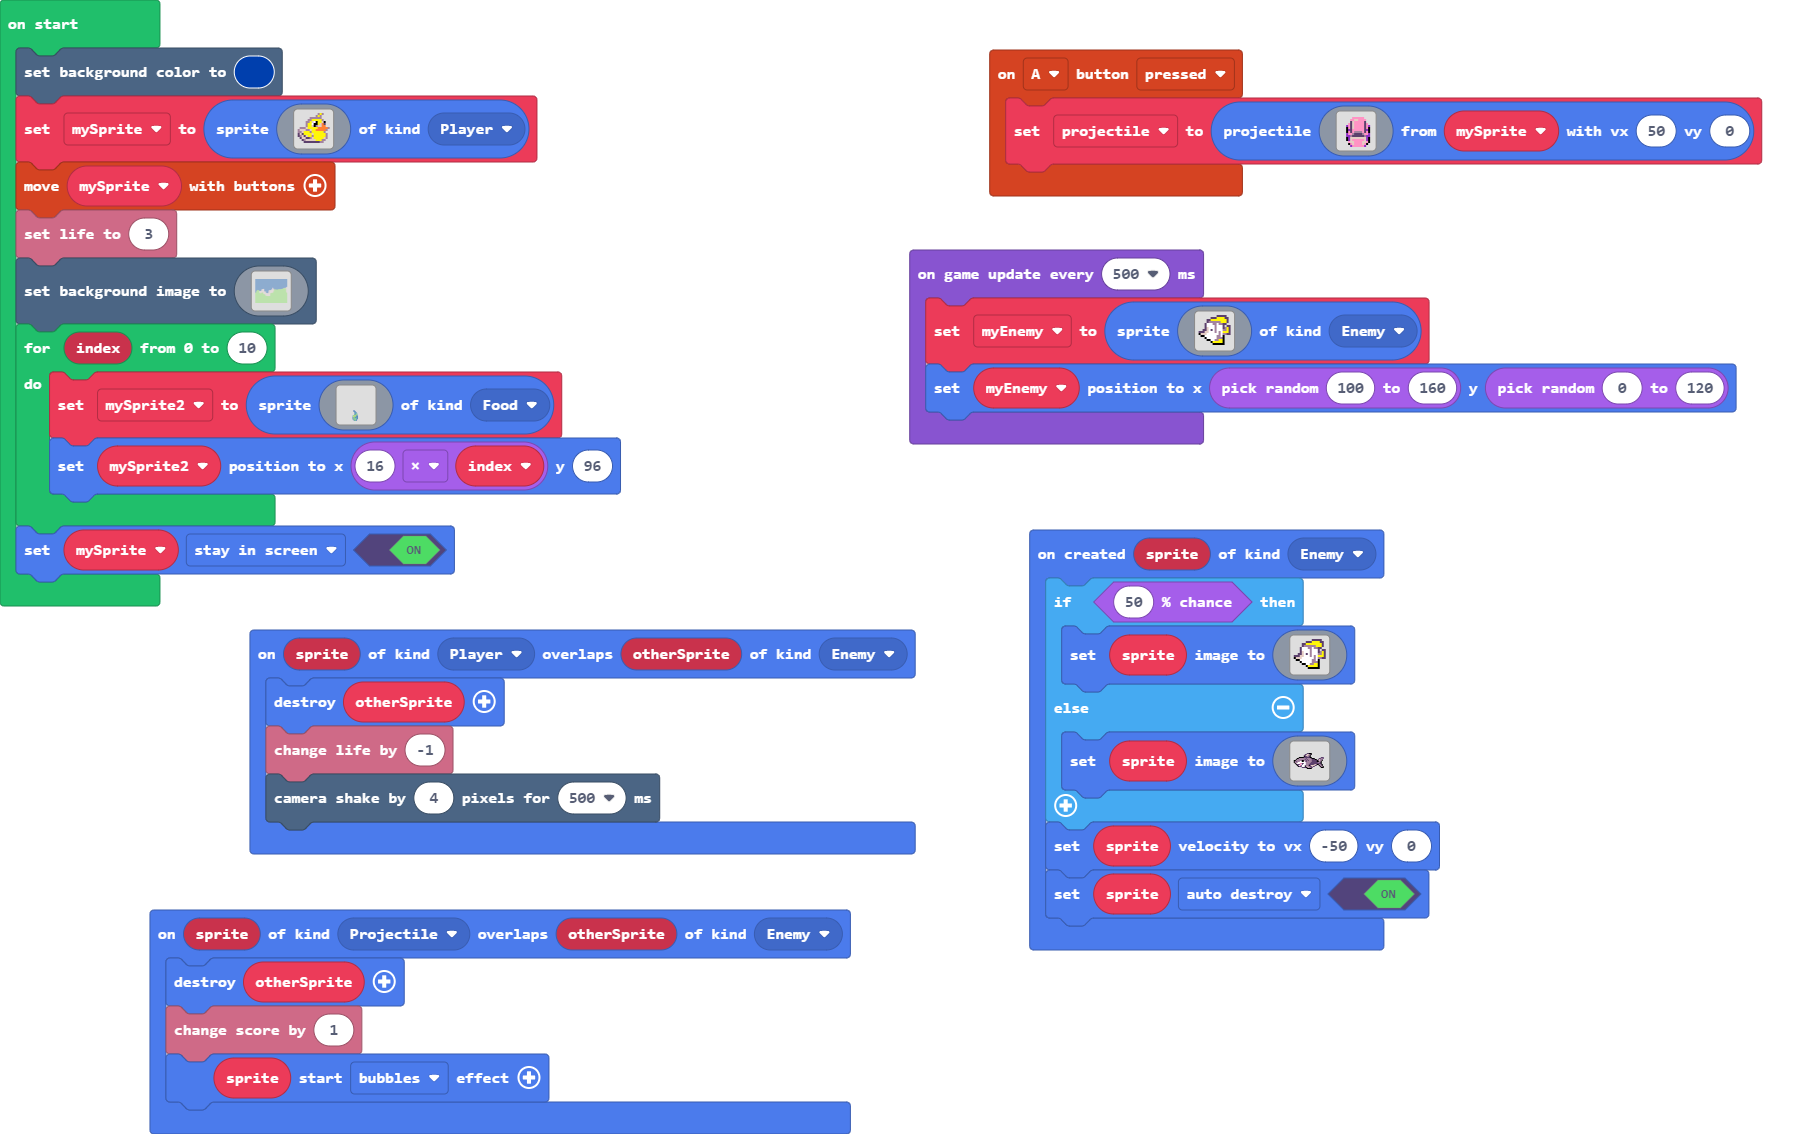 on start
set background color to
set mySprite to sprite of kind Player
move mySprite with buttons
set life to 3
set background image to
for index from 0 to 10
do
set mySprite2 to sprite of kind Food
set mySprite2 position to x 16 × index y 96
set mySprite stay in screen ON
on sprite of kind Player overlaps otherSprite of kind Enemy
destroy otherSprite
change life by -1
camera shake by 4 pixels for 500 ms
on sprite of kind Projectile overlaps otherSprite of kind Enemy
destroy otherSprite
change score by 1
sprite start bubbles effect
on A button pressed
set projectile to projectile from mySprite with vx 50 vy 0
on game update every 500 ms
set myEnemy to sprite of kind Enemy
set myEnemy position to x pick random 100 to 160 y pick random 0 to 120
on created sprite of kind Enemy
if 50 % chance then
set sprite image to
else
set sprite image to
set sprite velocity to vx -50 vy 0
set sprite auto destroy ON